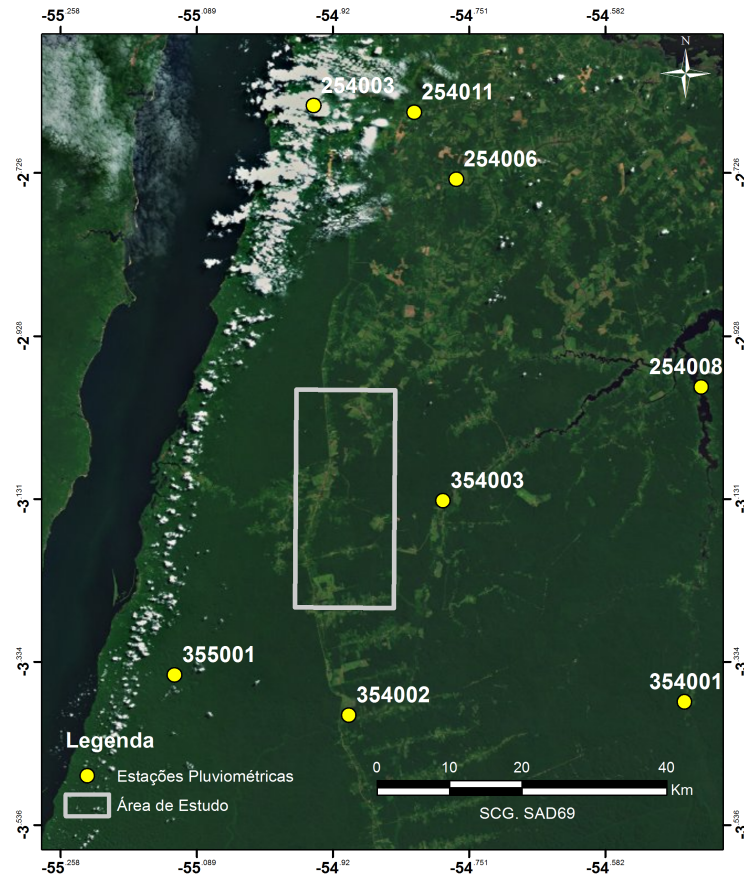 -55.258 -55.089 -54.92 -54.751 -54.582
N
254003 254011
254006
-2.726 -2.726
-2.928 -2.928
254008
354003
-3.131 -3.131
-3.334 -3.334
355001
354001
354002
Legenda
Estações Pluviométricas
Área de Estudo
0 10 20 40
Km
SCG. SAD69
-3.536 -3.536
-55.258 -55.089 -54.92 -54.751 -54.582